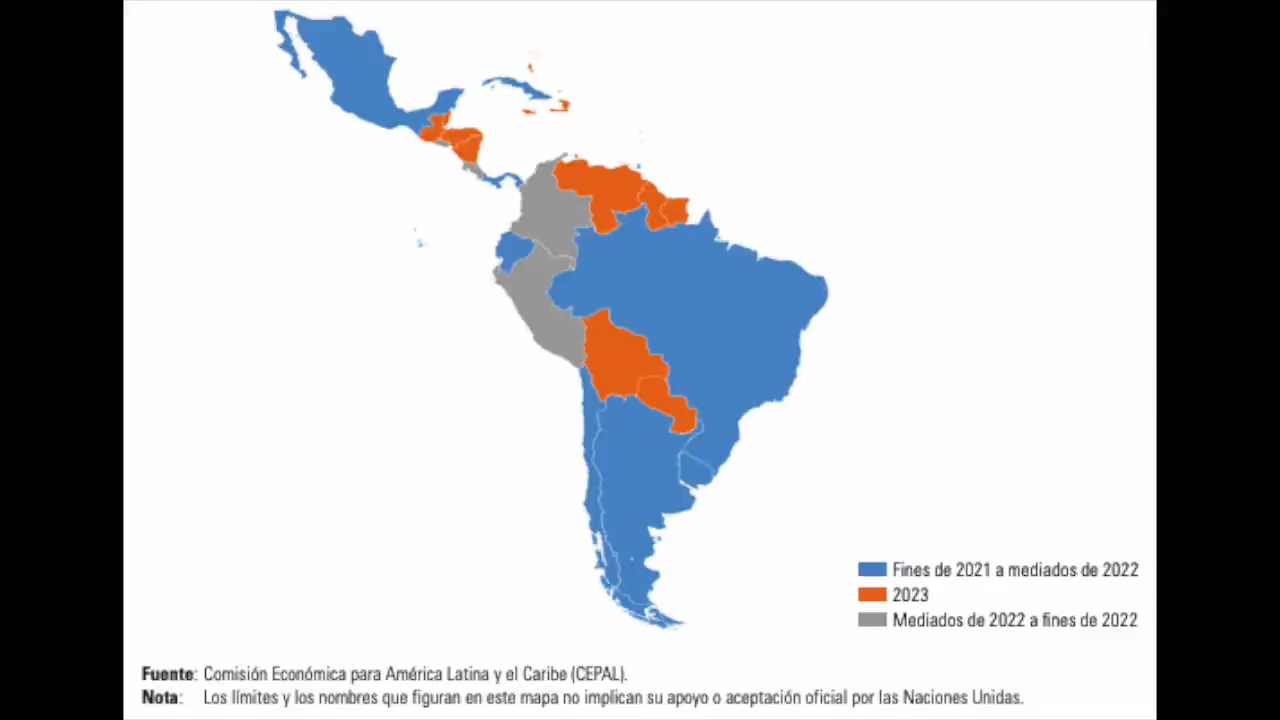 Fines de 2021 a mediados de 2022
2023
Mediados de 2022 a fines de 2022
Fuente: Comisión Económica para América Latina y el Caribe (CEPAL).
Nota: Los límites y los nombres que figuran en este mapa no implican su apoyo o aceptación oficial por las Naciones Unidas.